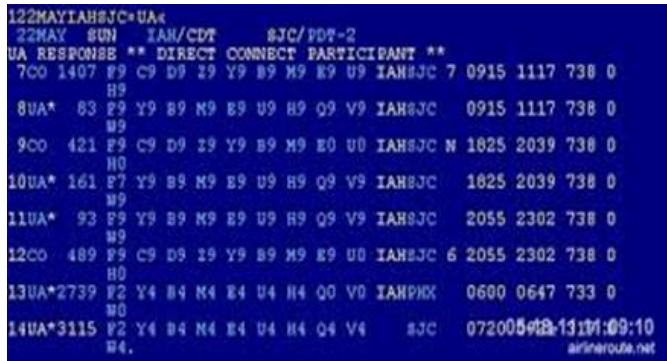 122MAYIAHSJC*UA«
22MAY SUN IAH/CDT SJC/PDT-2
UA RESPONSE ** DIRECT CONNECT PARTICIPANT **
7CO 1407 F9 C9 D9 Z9 Y9 B9 M9 E9 U9 IAHSJC 7 0915 1117 738 0
H9
8UA* 83 F9 Y9 B9 M9 E9 U9 H9 Q9 V9 IAHSJC 0915 1117 738 0
W9
9CO 421 F9 C9 D9 Z9 Y9 B9 M9 E0 U0 IAHSJC N 1825 2039 738 0
H0
10UA* 161 F7 Y9 B9 M9 E9 U9 H9 Q9 V9 IAHSJC 1825 2039 738 0
W9
11UA* 93 F9 Y9 B9 M9 E9 U9 H9 Q9 V9 IAHSJC 2055 2302 738 0
W9
12CO 489 F9 C9 D9 Z9 Y9 B9 M9 E9 U0 IAHSJC 6 2055 2302 738 0
H0
13UA*2739 F2 Y4 B4 M4 E4 U4 H4 Q0 V0 IAHPHX 0600 0647 733 0
W0
14UA*3115 F2 Y4 B4 M4 E4 U4 H4 Q4 V4 SJC 0720
W4.
airlineroute.net